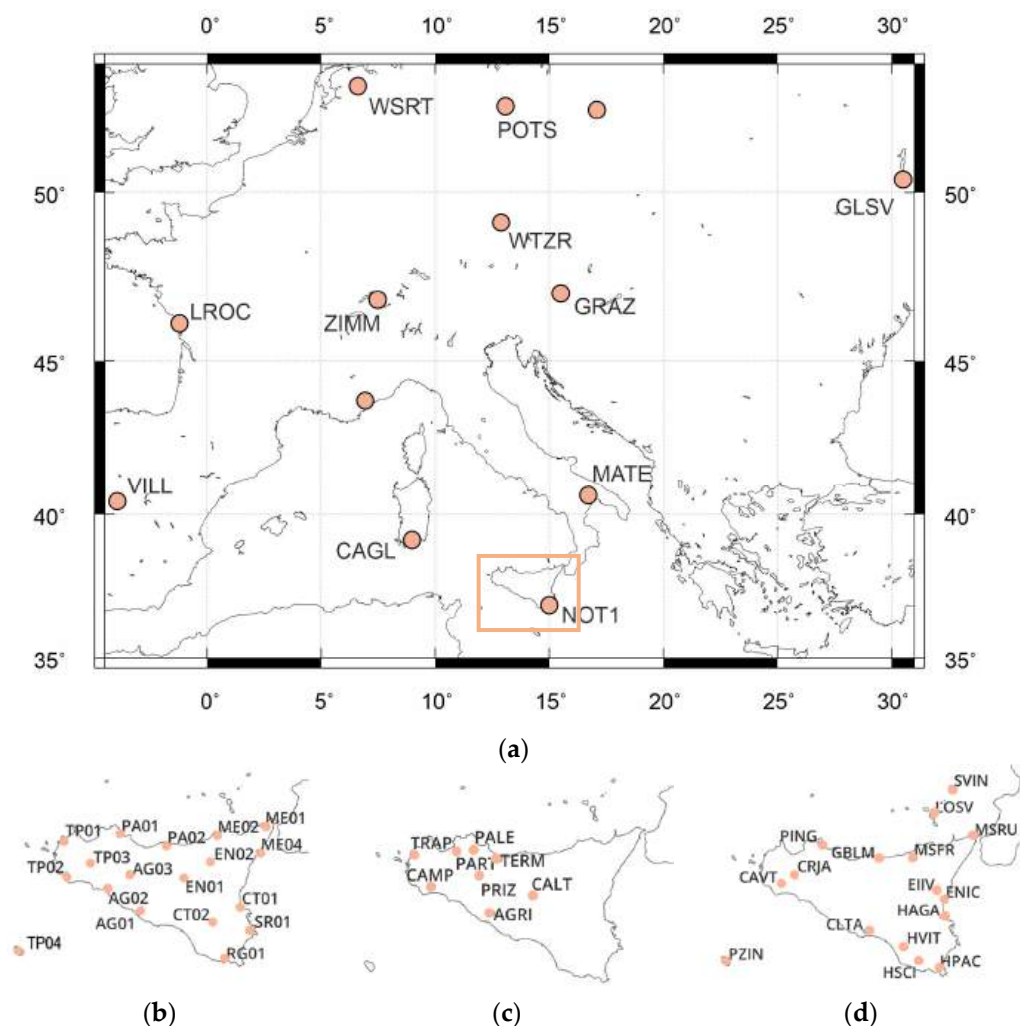 0° 5° 10° 15° 20° 25° 30°
WSRT
POTS
50° 50°
GLSV
WTZR
GRAZ
LROC
ZIMM
45° 45°
MATE
VILL
40° 40°
CAGL
NOT1
35° 35°
0° 5° 10° 15° 20° 25° 30°
(a)
ME01
PA01
ME02
TP01
PA02
ME04
TP03
EN02
TP02
AG03
EN01
AG02
CT01
AG01
CT02
SR01
TP04
RG01
(b)
PALE
TRAP
PART
TERM
CAMP
PRIZ
CALT
AGRI
(c)
SVIN
LOSV
MSRU
PING
GBLM
MSFR
CRJA
CAVT
EIIV
ENIC
HAGA
CLTA
HVIT
PZIN
HSCI
HPAC
(d)